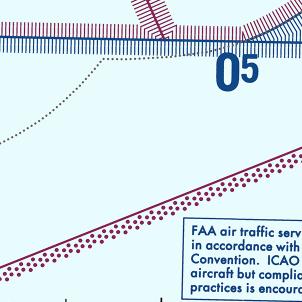 05
FAA air traffic serv
in accordance with
Convention. ICAO
aircraft but complia
practices is encoura